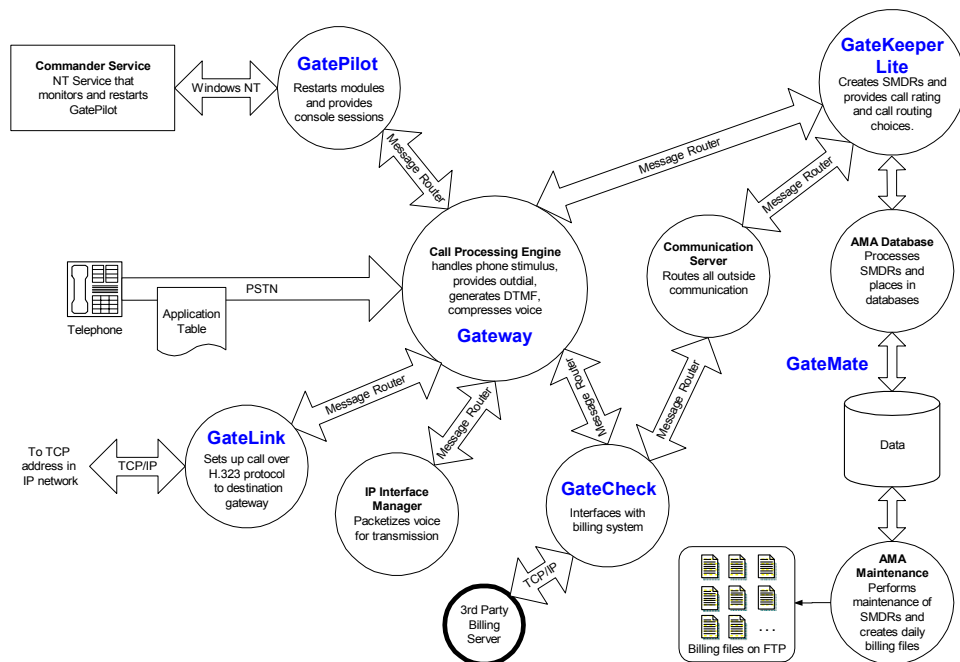 Commander Service
NT Service that
monitors and restarts
GatePilot
Windows NT
GatePilot
Restarts modules
and provides
console sessions
GateKeeper
Lite
Creates SMDRs and
provides call rating
and call routing
choices.
Message Router
Message Router
Message Router
Call Processing Engine
handles phone stimulus,
provides outdial,
generates DTMF,
compresses voice
Gateway
Communication
Server
Routes all outside
communication
AMA Database
Processes
SMDRs and
places in
databases
Telephone
PSTN
Application
Table
GateMate
Message Router
Message Router
Message Router
Message Router
Data
To TCP
address in
IP network
TCP/IP
GateLink
Sets up call over
H.323 protocol
to destination
gateway
IP Interface
Manager
Packetizes voice
for transmission
GateCheck
Interfaces with
billing system
TCP/IP
3rd Party
Billing
Server
Billing files on FTP
AMA
Maintenance
Performs
maintenance of
SMDRs and
creates daily
billing files